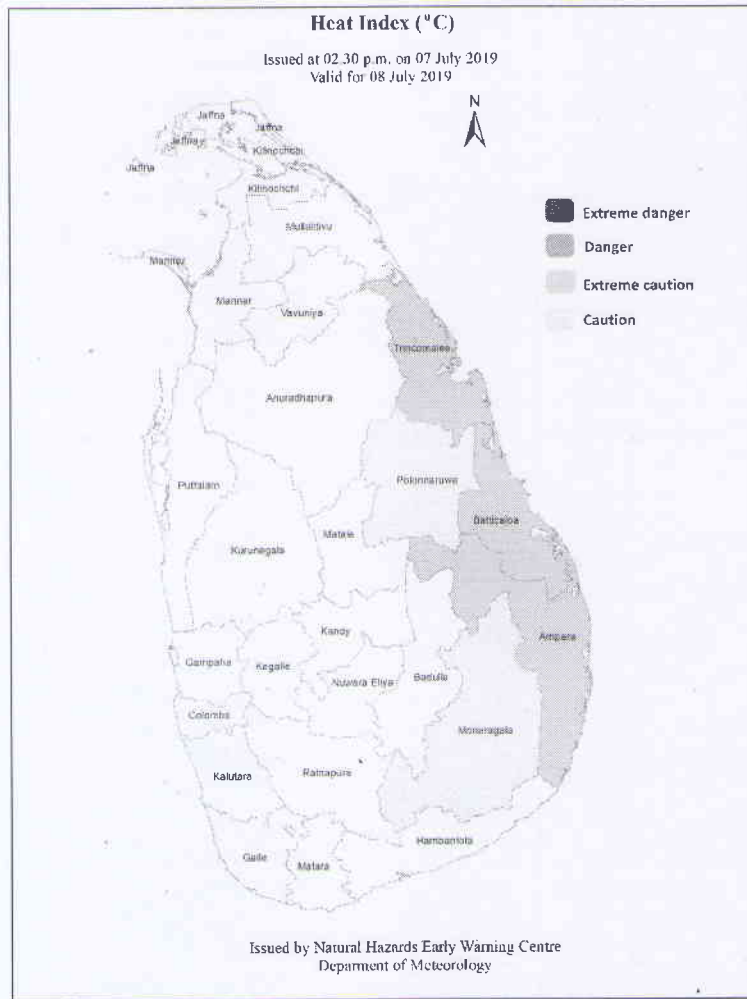 Heat Index (°C)
Issued at 02.30 p.m. on 07 July 2019
Valid for 08 July 2019
N
Jaffna
Jaffna
Jaffna
Kilinochchi
Jaffna
Kilinochchi
Mullaitivu
Mannar
Mannar
Vavuniya
Trincomalee
Anuradhapura
Polonnaruwa
Puttalam
Batticaloa
Matale
Kurunegala
Kandy
Ampara
Gampaha
Kegalle
Nuwara Eliya
Badulla
Colombo
Monaragala
Kalutara
Ratnapura
Hambantota
Galle
Matara
Extreme danger
Danger
Extreme caution
Caution
Issued by Natural Hazards Early Warning Centre
Deparment of Meteorology